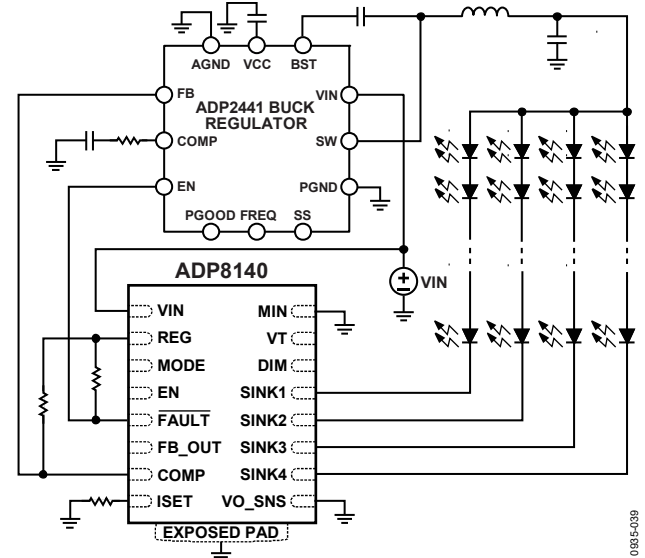 AGND VCC BST
FB
VIN
ADP2441 BUCK
REGULATOR
COMP
SW
EN
PGND
PGOOD FREQ SS
VIN
ADP8140
VIN
MIN
REG
VT
MODE
DIM
EN
SINK1
FAULT
SINK2
FB_OUT
SINK3
COMP
SINK4
ISET
VO_SNS
EXPOSED PAD
0935-039